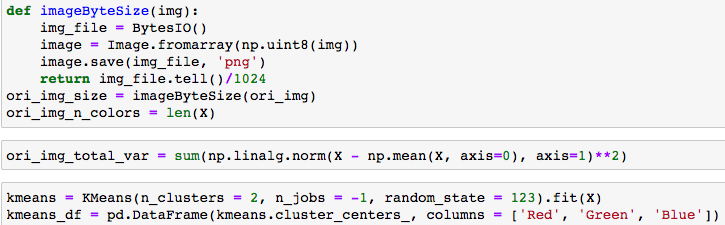 def imageByteSize(img):
    img_file = BytesIO()
    image = Image.fromarray(np.uint8(img))
    image.save(img_file, 'png')
    return img_file.tell()/1024
ori_img_size = imageByteSize(ori_img)
ori_img_n_colors = len(X)
ori_img_total_var = sum(np.linalg.norm(X - np.mean(X, axis=0), axis=1)**2)
kmeans = KMeans(n_clusters = 2, n_jobs = -1, random_state = 123).fit(X)
kmeans_df = pd.DataFrame(kmeans.cluster_centers_, columns = ['Red', 'Green', 'Blue'])